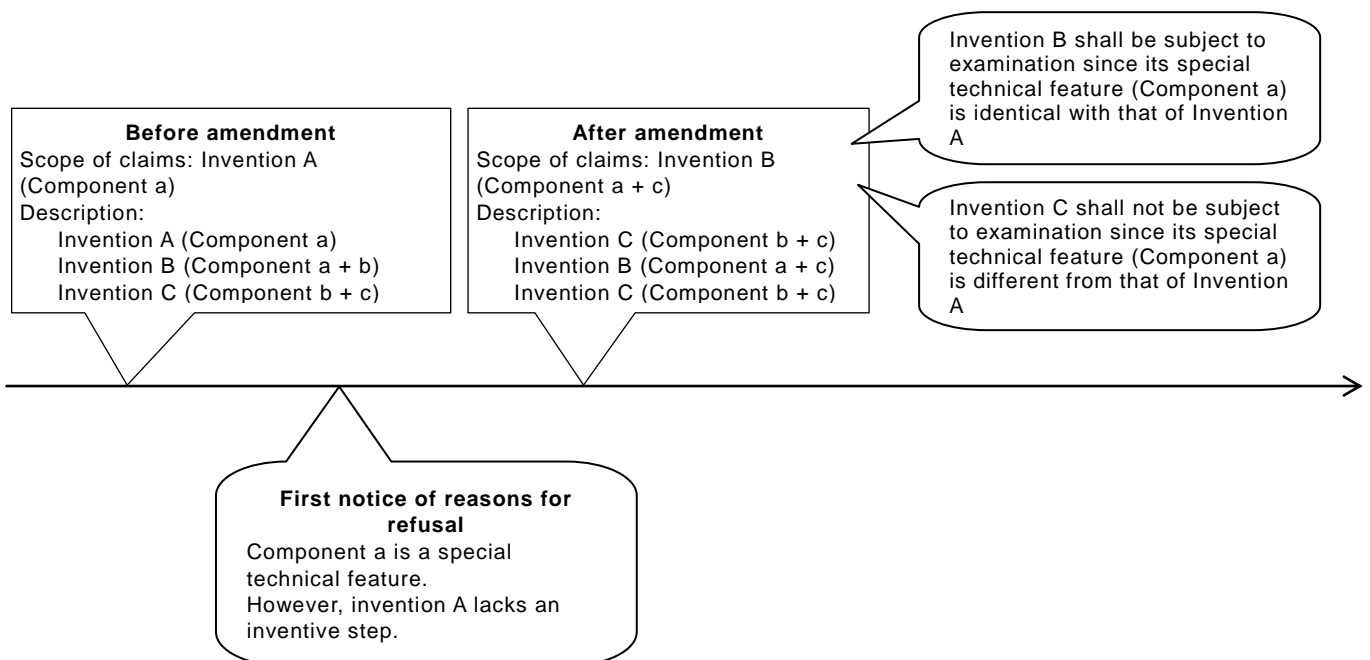 Before amendment
Scope of claims: Invention A
(Component a)
Description:
Invention A (Component a)
Invention B (Component a + b)
Invention C (Component b + c)
After amendment
Scope of claims: Invention B
(Component a + c)
Description:
Invention C (Component b + c)
Invention B (Component a + c)
Invention C (Component b + c)
Invention B shall be subject to
examination since its special
technical feature (Component a)
is identical with that of Invention
A
Invention C shall not be subject
to examination since its special
technical feature (Component a)
is different from that of Invention
A
First notice of reasons for
refusal
Component a is a special
technical feature.
However, invention A lacks an
inventive step.